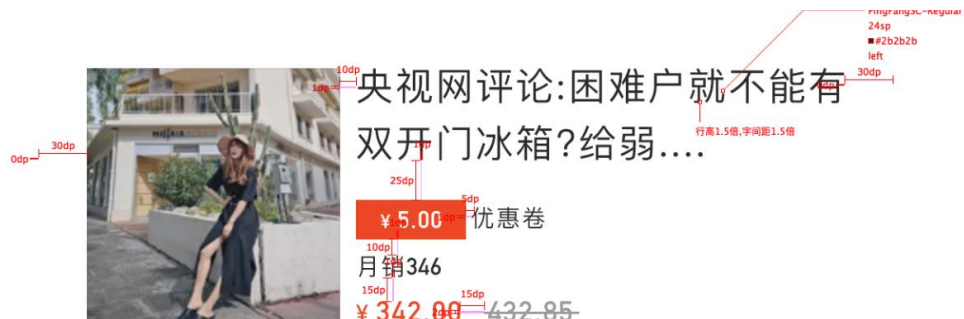 PingFangSC-Regular
24sp
#2b2b2b
left
30dp
10dp
1dp
央视网评论:困难户就不能有
行高1.5倍,字间距1.5倍
双开门冰箱?给弱....
30dp
0dp
25dp
5dp
¥ 5.00 优惠卷
10dp
月销346
15dp
15dp
¥ 342.00 432.85